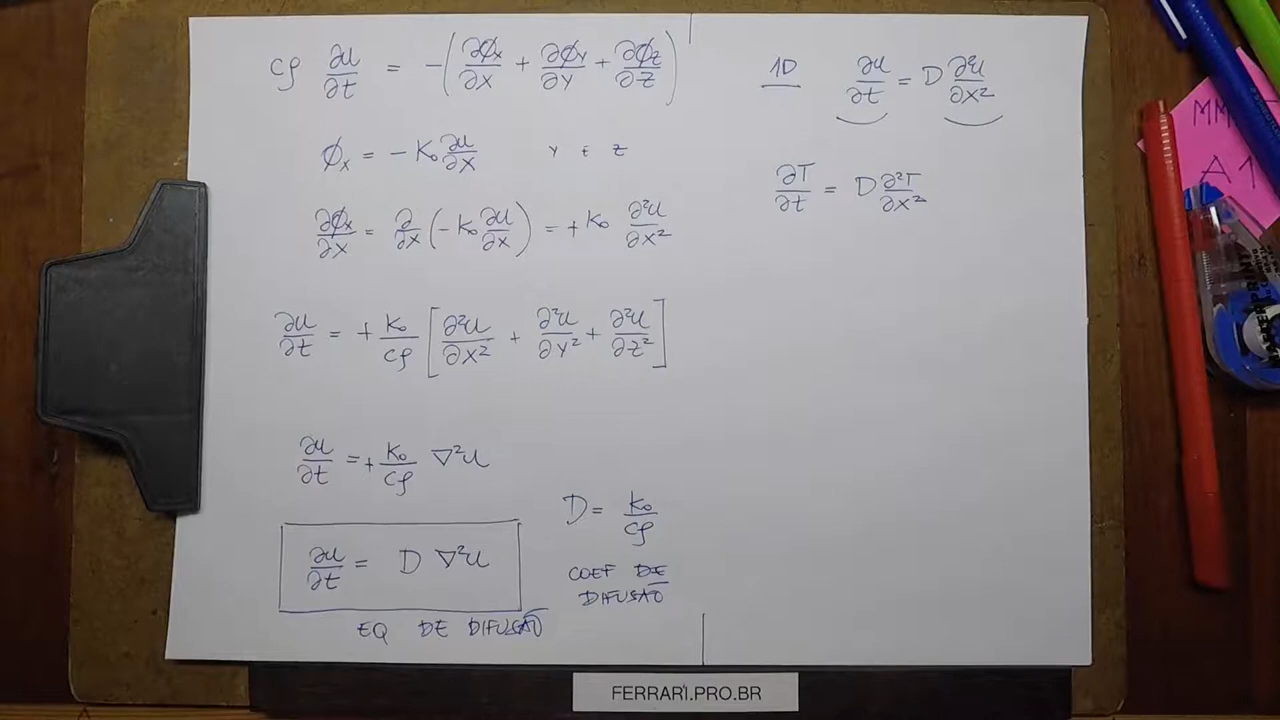 cρ ∂u/∂t = -(∂ϕx/∂x + ∂ϕy/∂y + ∂ϕz/∂z)
ϕx = - K₀ ∂u/∂x   Y E Z
∂ϕx/∂x = ∂/∂x (- K₀ ∂u/∂x) = + K₀ ∂²u/∂x²
∂u/∂t = + K₀/cρ [∂²u/∂x² + ∂²u/∂y² + ∂²u/∂z²]
∂u/∂t = + K₀/cρ ∇²u
D = K₀/cρ
COEF DE
DIFUSÃO
∂u/∂t = D ∇²u
EQ DE DIFUSÃO
1D   ∂u/∂t = D ∂²u/∂x²
∂T/∂t = D ∂²T/∂x²
A1
FERRARI.PRO.BR